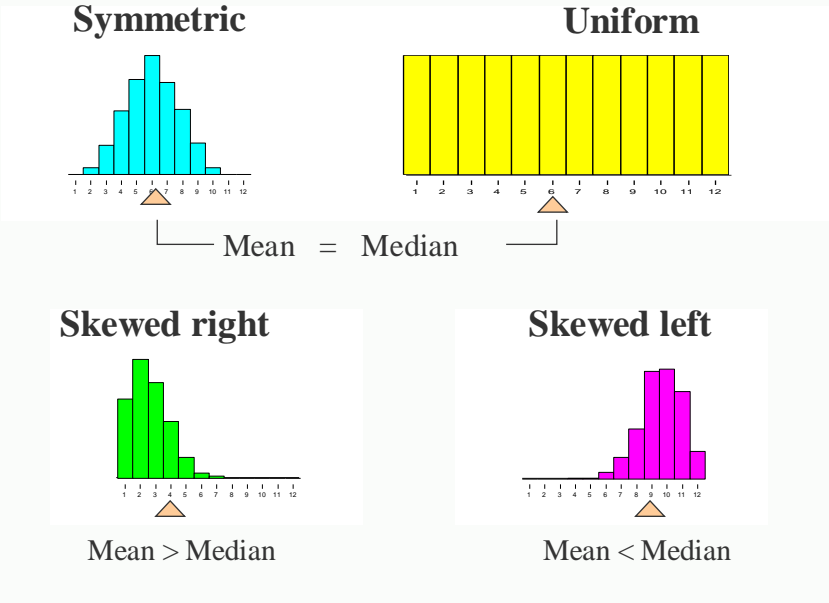 Symmetric
Uniform
1 2 3 4 5 6 7 8 9 10 11 12
1 2 3 4 5 6 7 8 9 10 11 12
Mean = Median
Skewed right
Skewed left
1 2 3 4 5 6 7 8 9 10 11 12
1 2 3 4 5 6 7 8 9 10 11 12
Mean > Median
Mean < Median